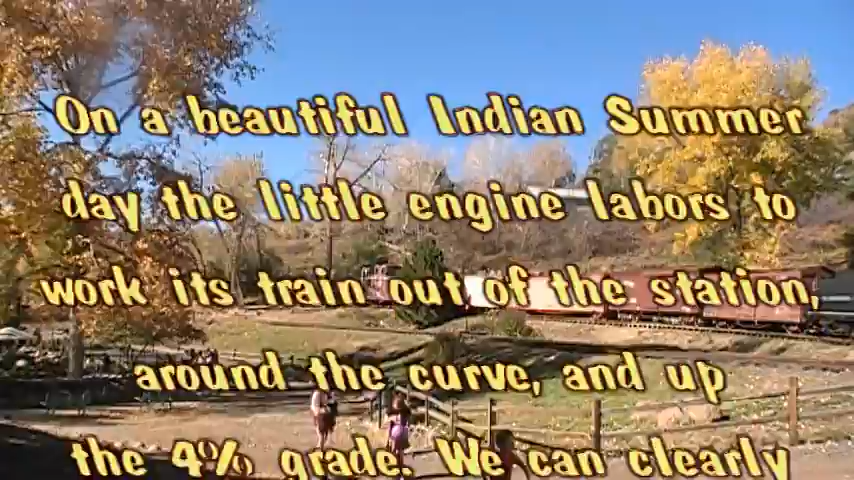 On a beautiful Indian Summer
day the little engine labors to
work its train out of the station,
around the curve, and up
the 4% grade. We can clearly